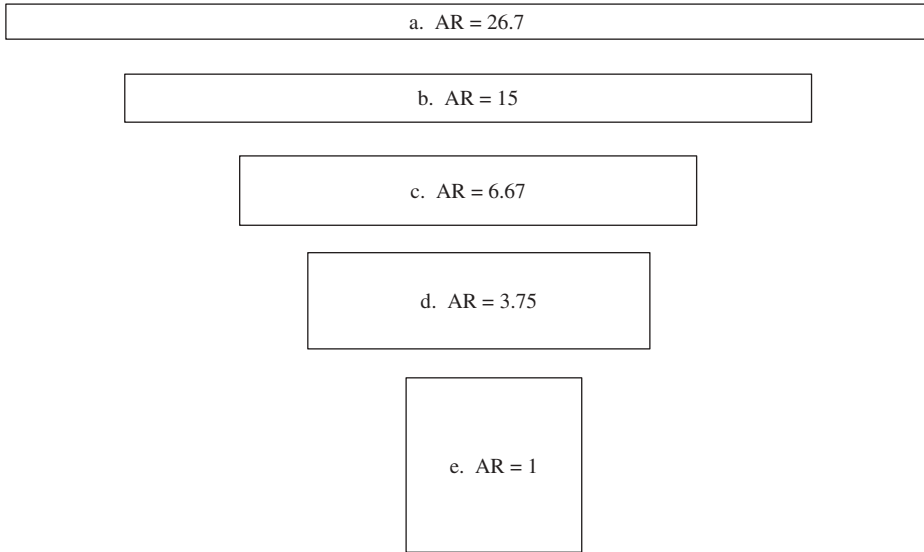 a. AR = 26.7
b. AR = 15
c. AR = 6.67
d. AR = 3.75
e. AR = 1